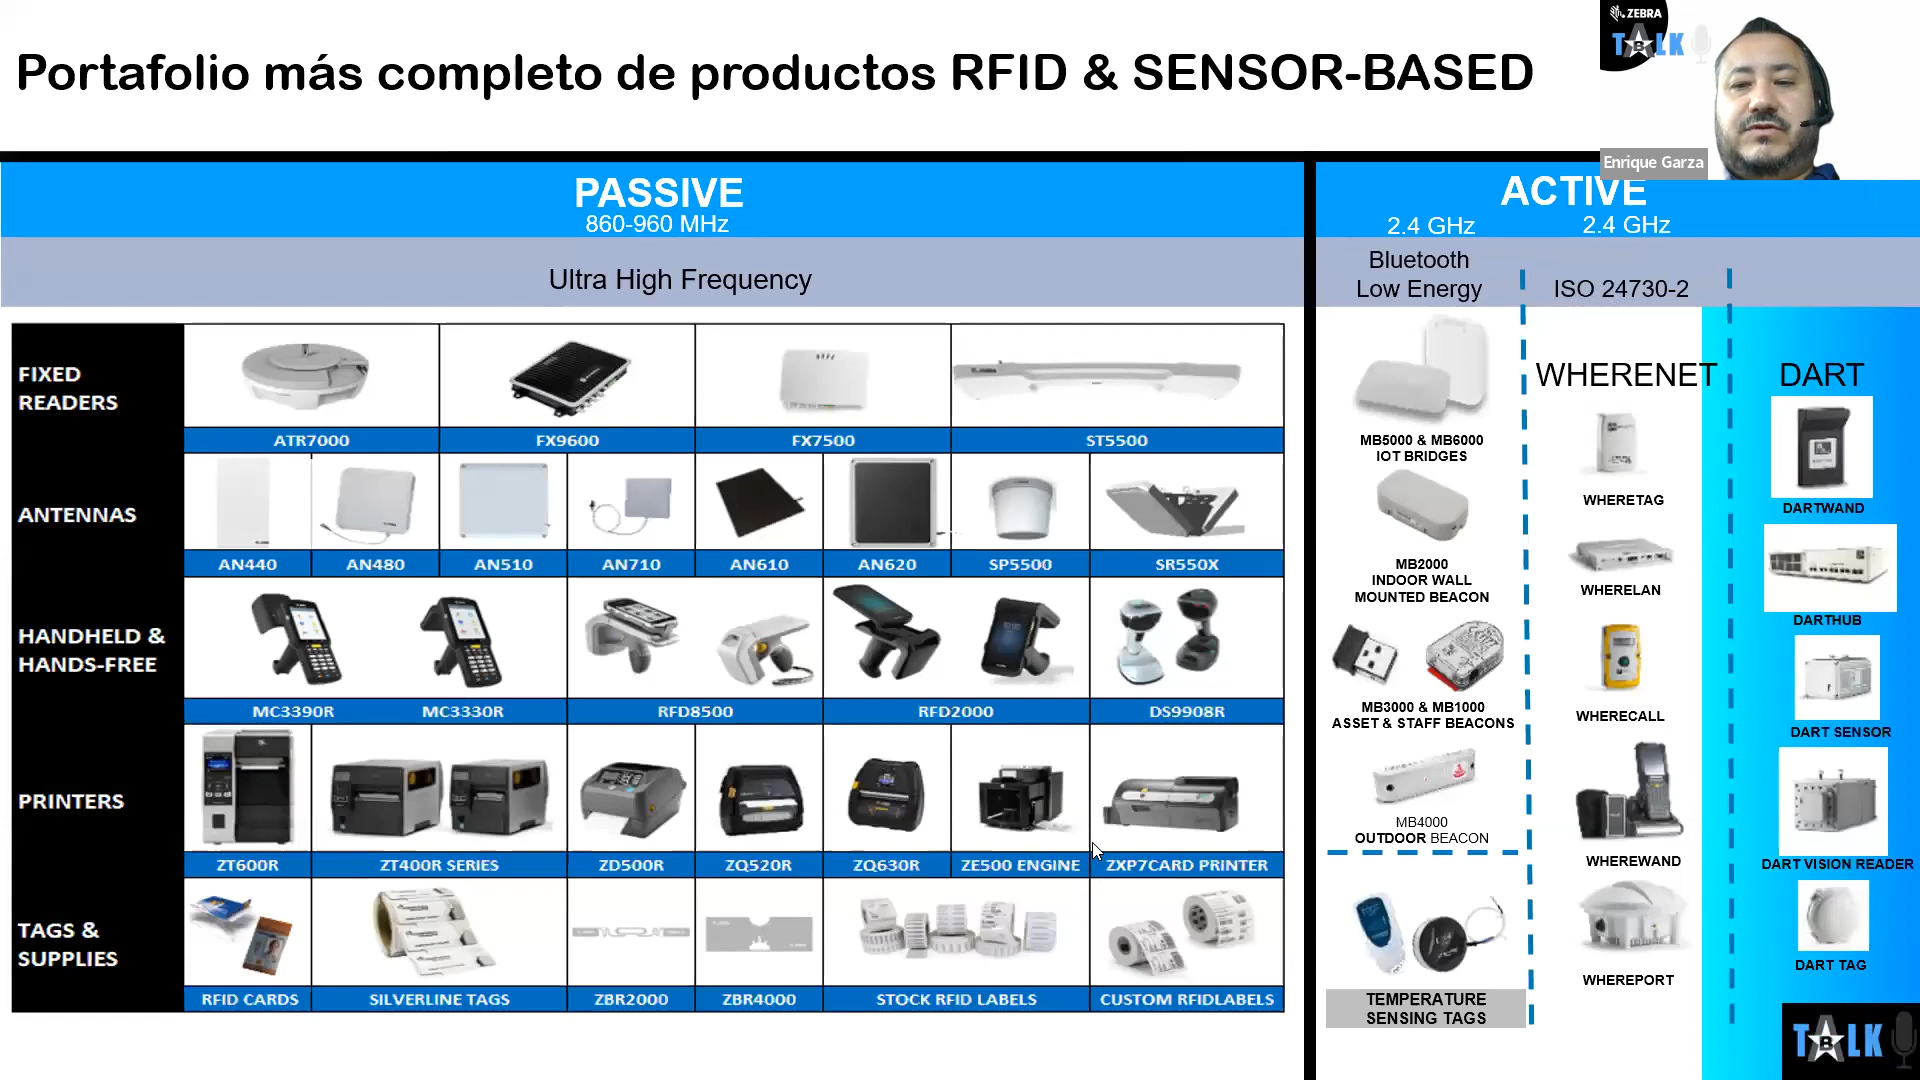 Portafolio más completo de productos RFID & SENSOR-BASED
ZEBRA
TABLK
Enrique Garza
PASSIVE
860-960 MHz
Ultra High Frequency
ACTIVE
2.4 GHz
2.4 GHz
Bluetooth
Low Energy
ISO 24730-2
FIXED
READERS
ATR7000
FX9600
FX7500
ST5500
ANTENNAS
AN440
AN480
AN510
AN710
AN610
AN620
SP5500
SR550X
HANDHELD &
HANDS-FREE
MC3390R
MC3330R
RFD8500
RFD2000
DS9908R
PRINTERS
ZT600R
ZT400R SERIES
ZD500R
ZQ520R
ZQ630R
ZE500 ENGINE
ZXP7CARD PRINTER
TAGS &
SUPPLIES
RFID CARDS
SILVERLINE TAGS
ZBR2000
ZBR4000
STOCK RFID LABELS
CUSTOM RFIDLABELS
MB5000 & MB6000
IOT BRIDGES
MB2000
INDOOR WALL
MOUNTED BEACON
MB3000 & MB1000
ASSET & STAFF BEACONS
MB4000
OUTDOOR BEACON
TEMPERATURE
SENSING TAGS
WHERENET
WHERETAG
WHERELAN
WHERECALL
WHEREWAND
WHEREPORT
DART
DARTWAND
DARTHUB
DART SENSOR
DART VISION READER
DART TAG
TABLK